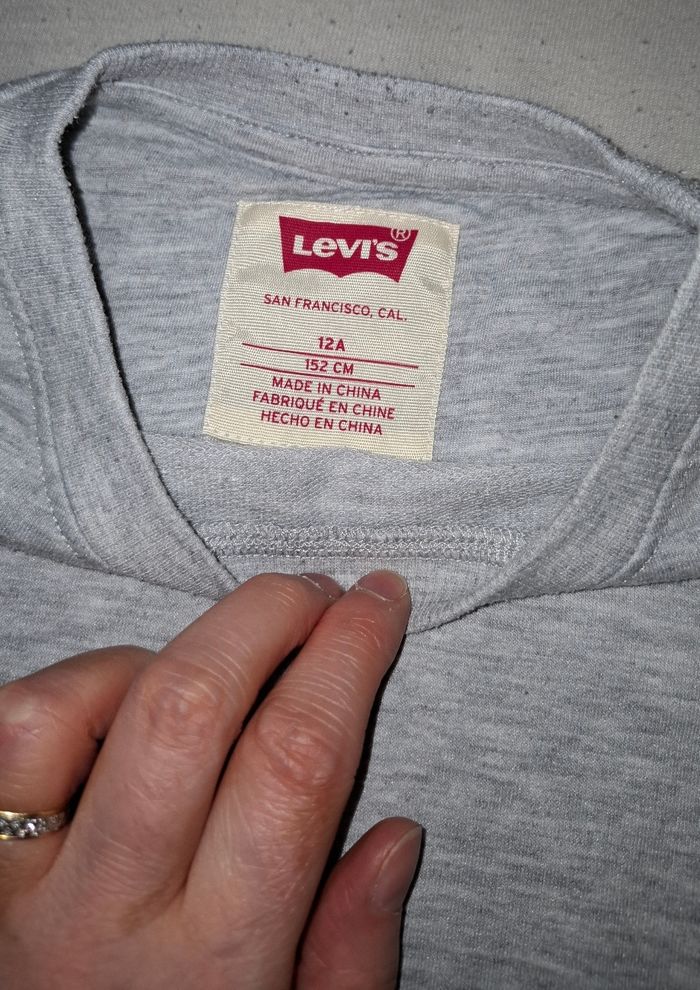 Levi's®
SAN FRANCISCO, CAL.
12A
152 CM
MADE IN CHINA
FABRIQUÉ EN CHINE
HECHO EN CHINA